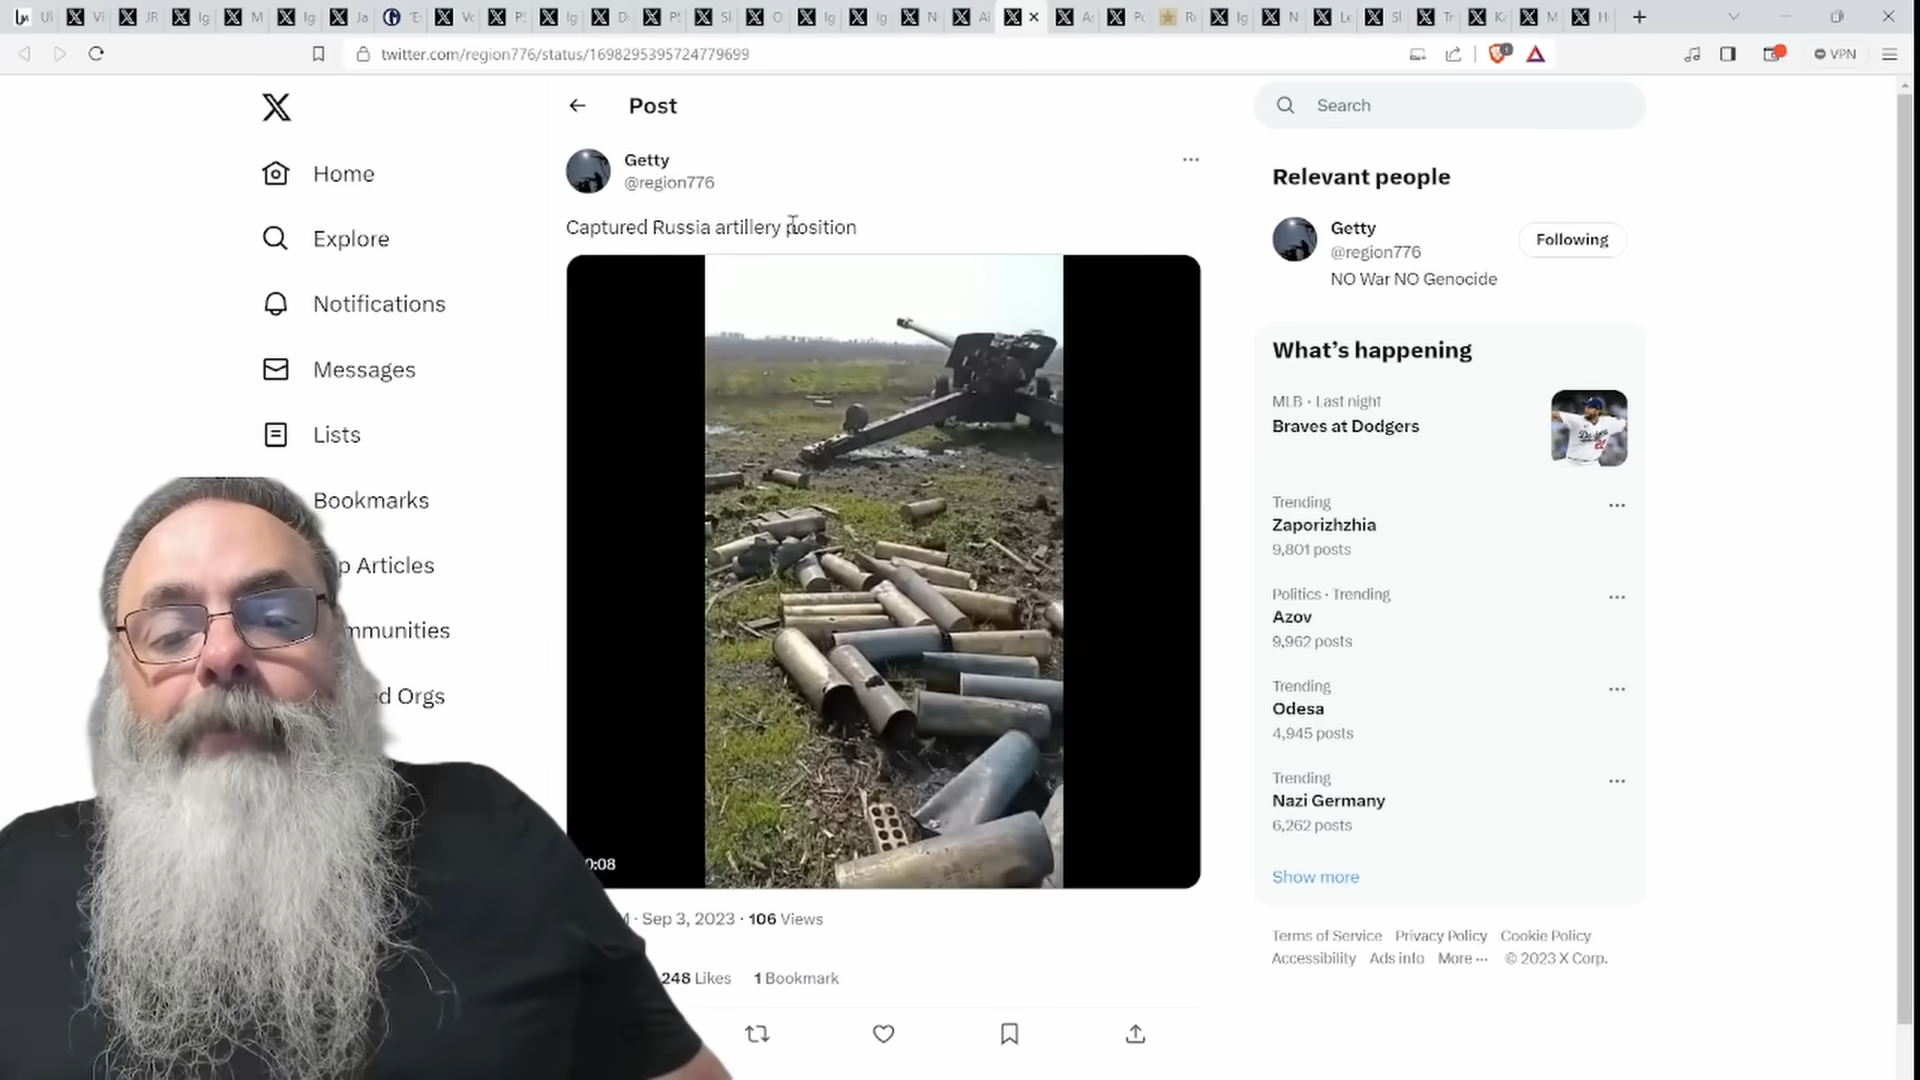 twitter.com/region776/status/1698295395724779699
VPN
Post
Search
Home
Explore
Notifications
Messages
Lists
Bookmarks
p Articles
mmunities
d Orgs
Getty
@region776
Captured Russia artillery position
0:08
M · Sep 3, 2023 · 106 Views
248 Likes 1 Bookmark
Relevant people
Getty
@region776
Following
NO War NO Genocide
What's happening
MLB · Last night
Braves at Dodgers
Trending
Zaporizhzhia
9,801 posts
Politics · Trending
Azov
9,962 posts
Trending
Odesa
4,945 posts
Trending
Nazi Germany
6,262 posts
Show more
Terms of Service Privacy Policy Cookie Policy
Accessibility Ads info More ··· © 2023 X Corp.